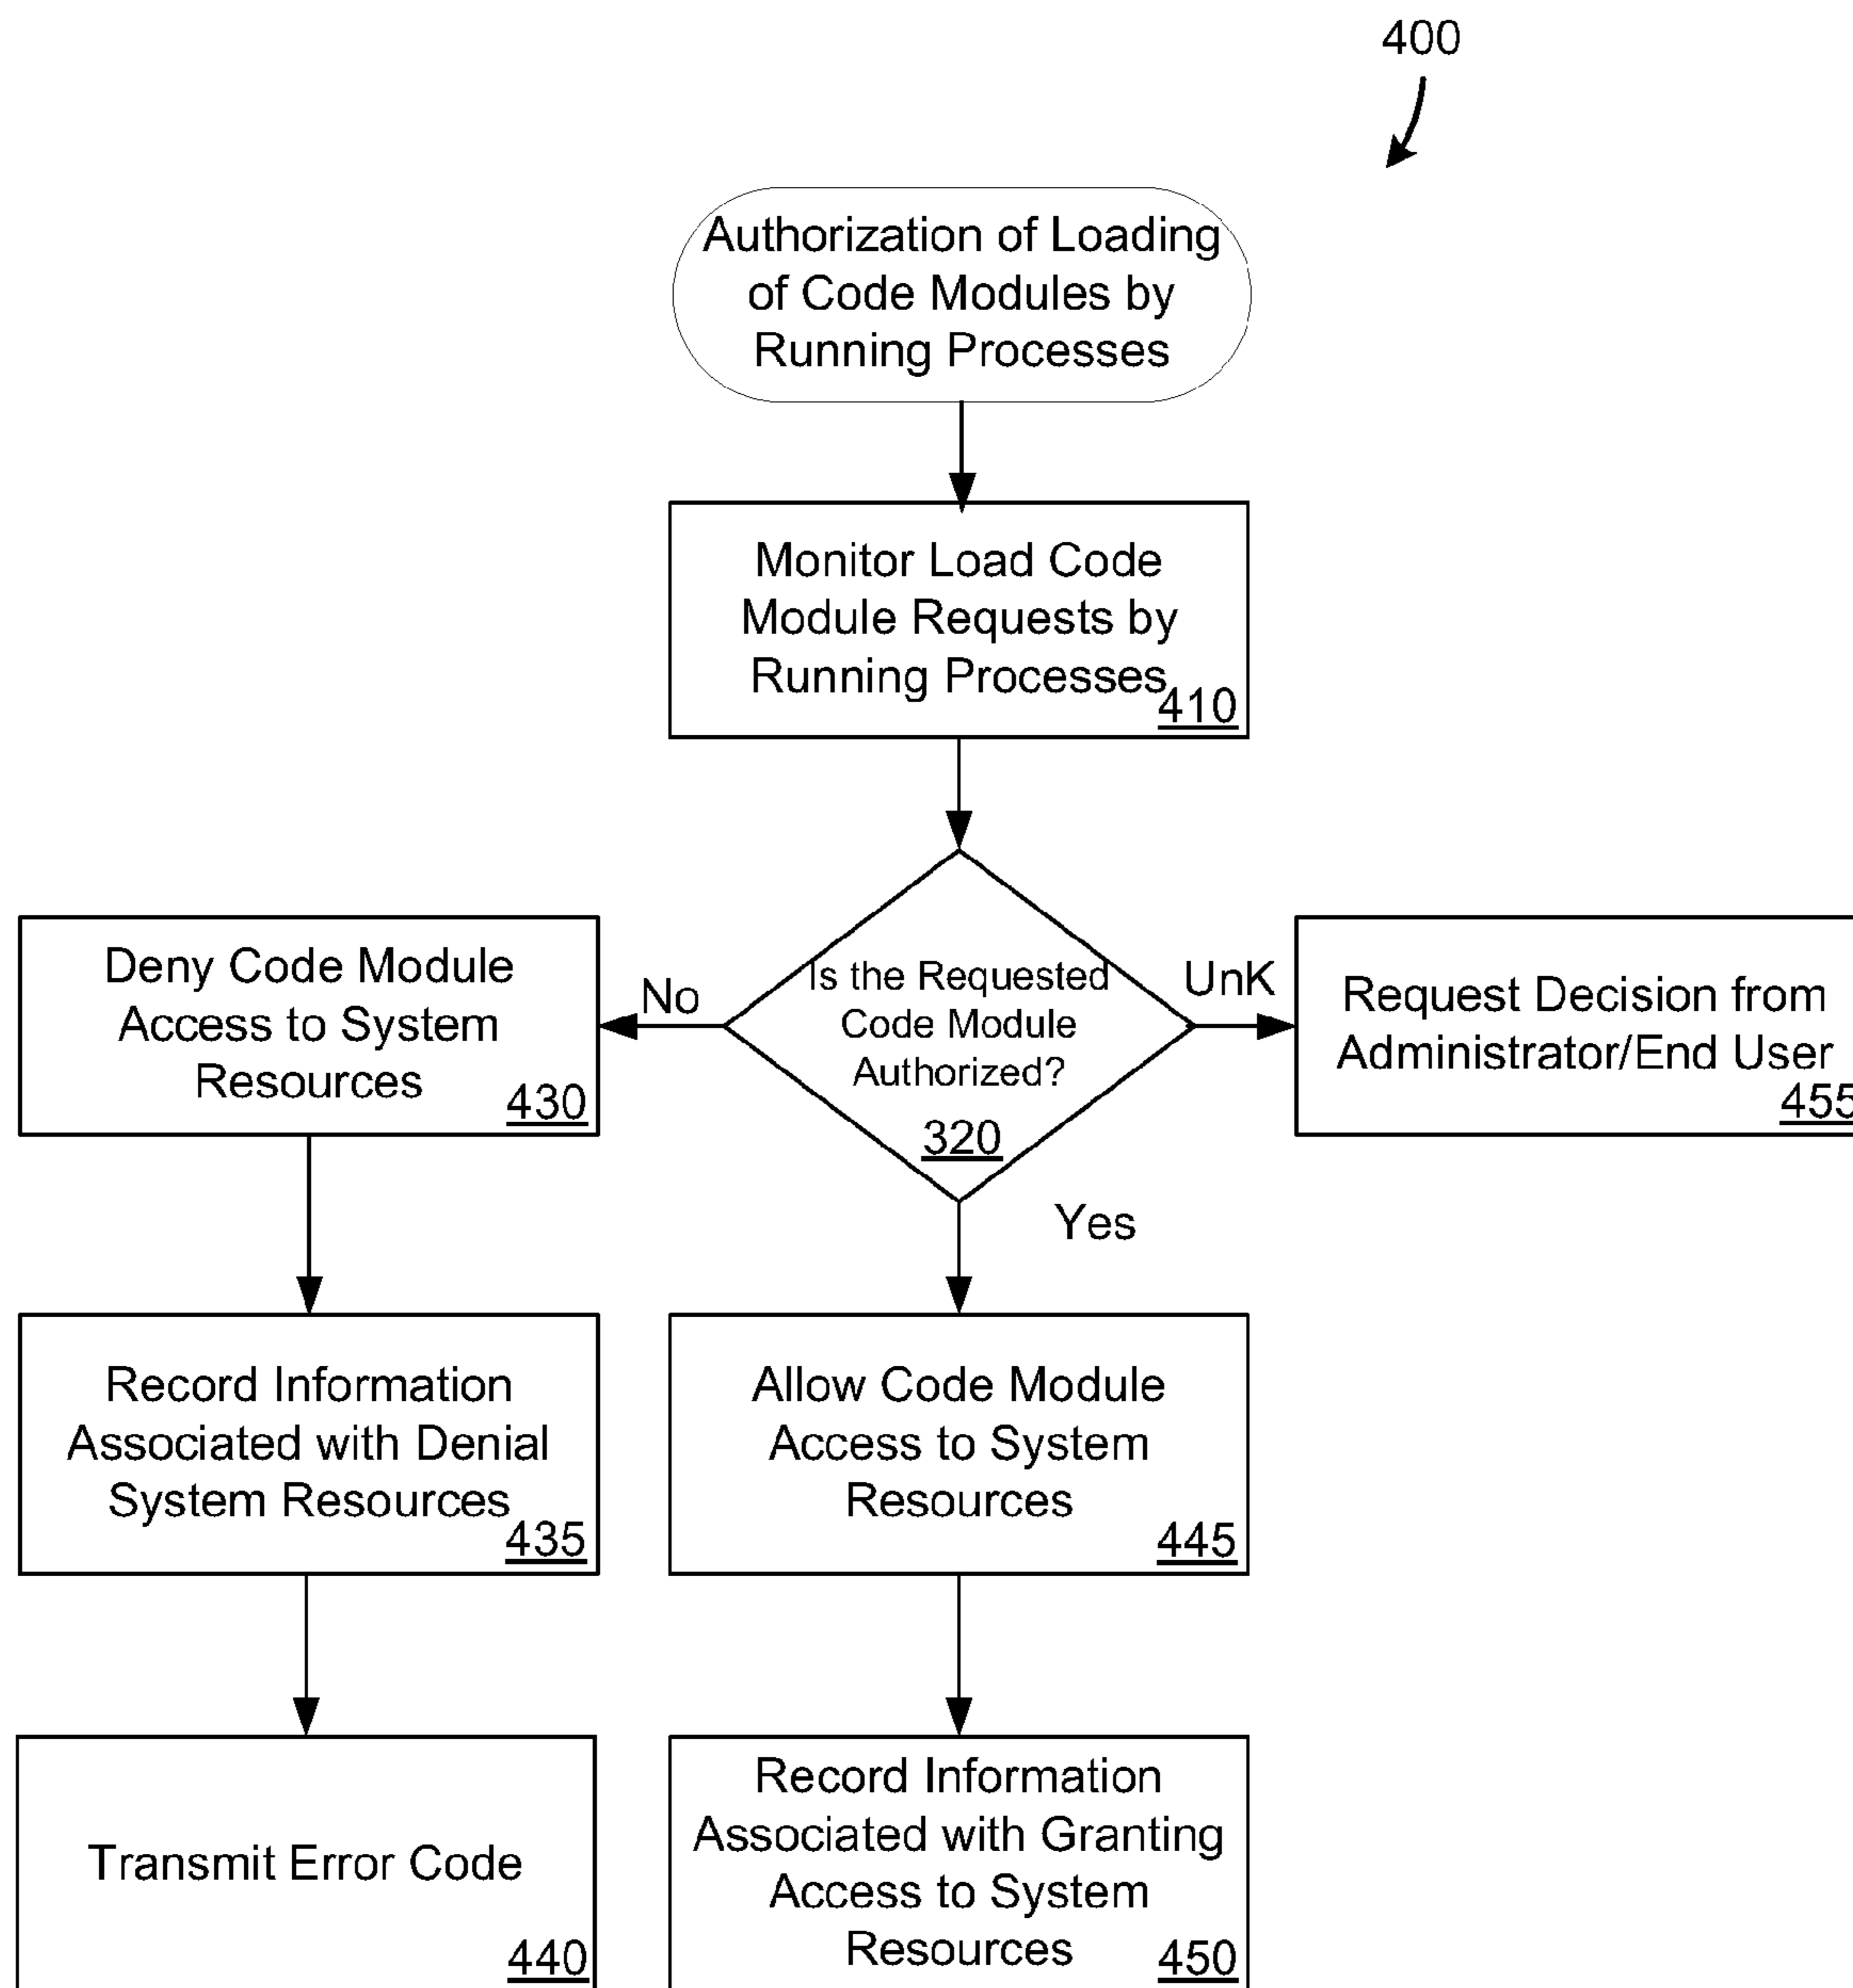 400
Authorization of Loading
of Code Modules by
Running Processes
Monitor Load Code
Module Requests by
Running Processes
410
Is the Requested
Code Module
Authorized?
320
No
UnK
Yes
Deny Code Module
Access to System
Resources
430
Request Decision from
Administrator/End User
455
Record Information
Associated with Denial
System Resources
435
Allow Code Module
Access to System
Resources
445
Transmit Error Code
440
Record Information
Associated with Granting
Access to System
Resources
450